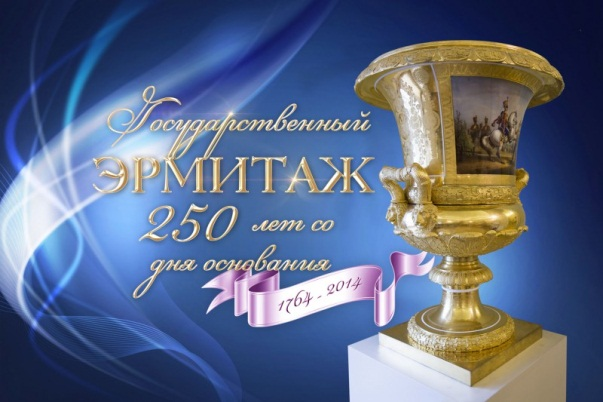 Государственный
ЭРМИТАЖ
250 лет со
дня основания
1764 - 2014